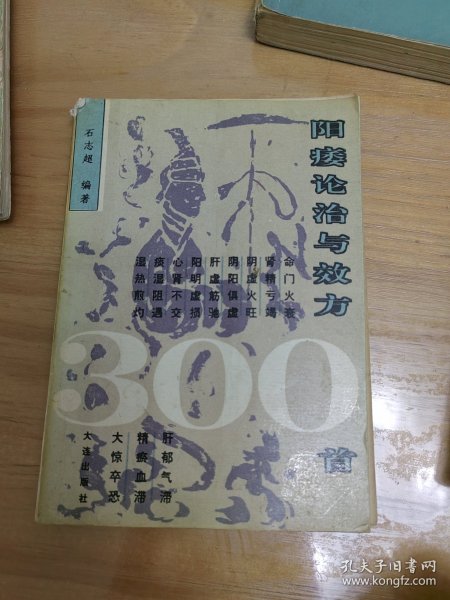 阳痿论治与效方
300
首
石志超 编著
命门火衰
肾精亏竭
阴虚火旺
阴阳俱虚
肝虚筋驰
阳明虚损
心肾不交
痰湿阻遏
湿热煎灼
肝郁气滞
精瘀血滞
大惊卒恐
大连出版社
孔夫子旧书网
www.kongfz.com